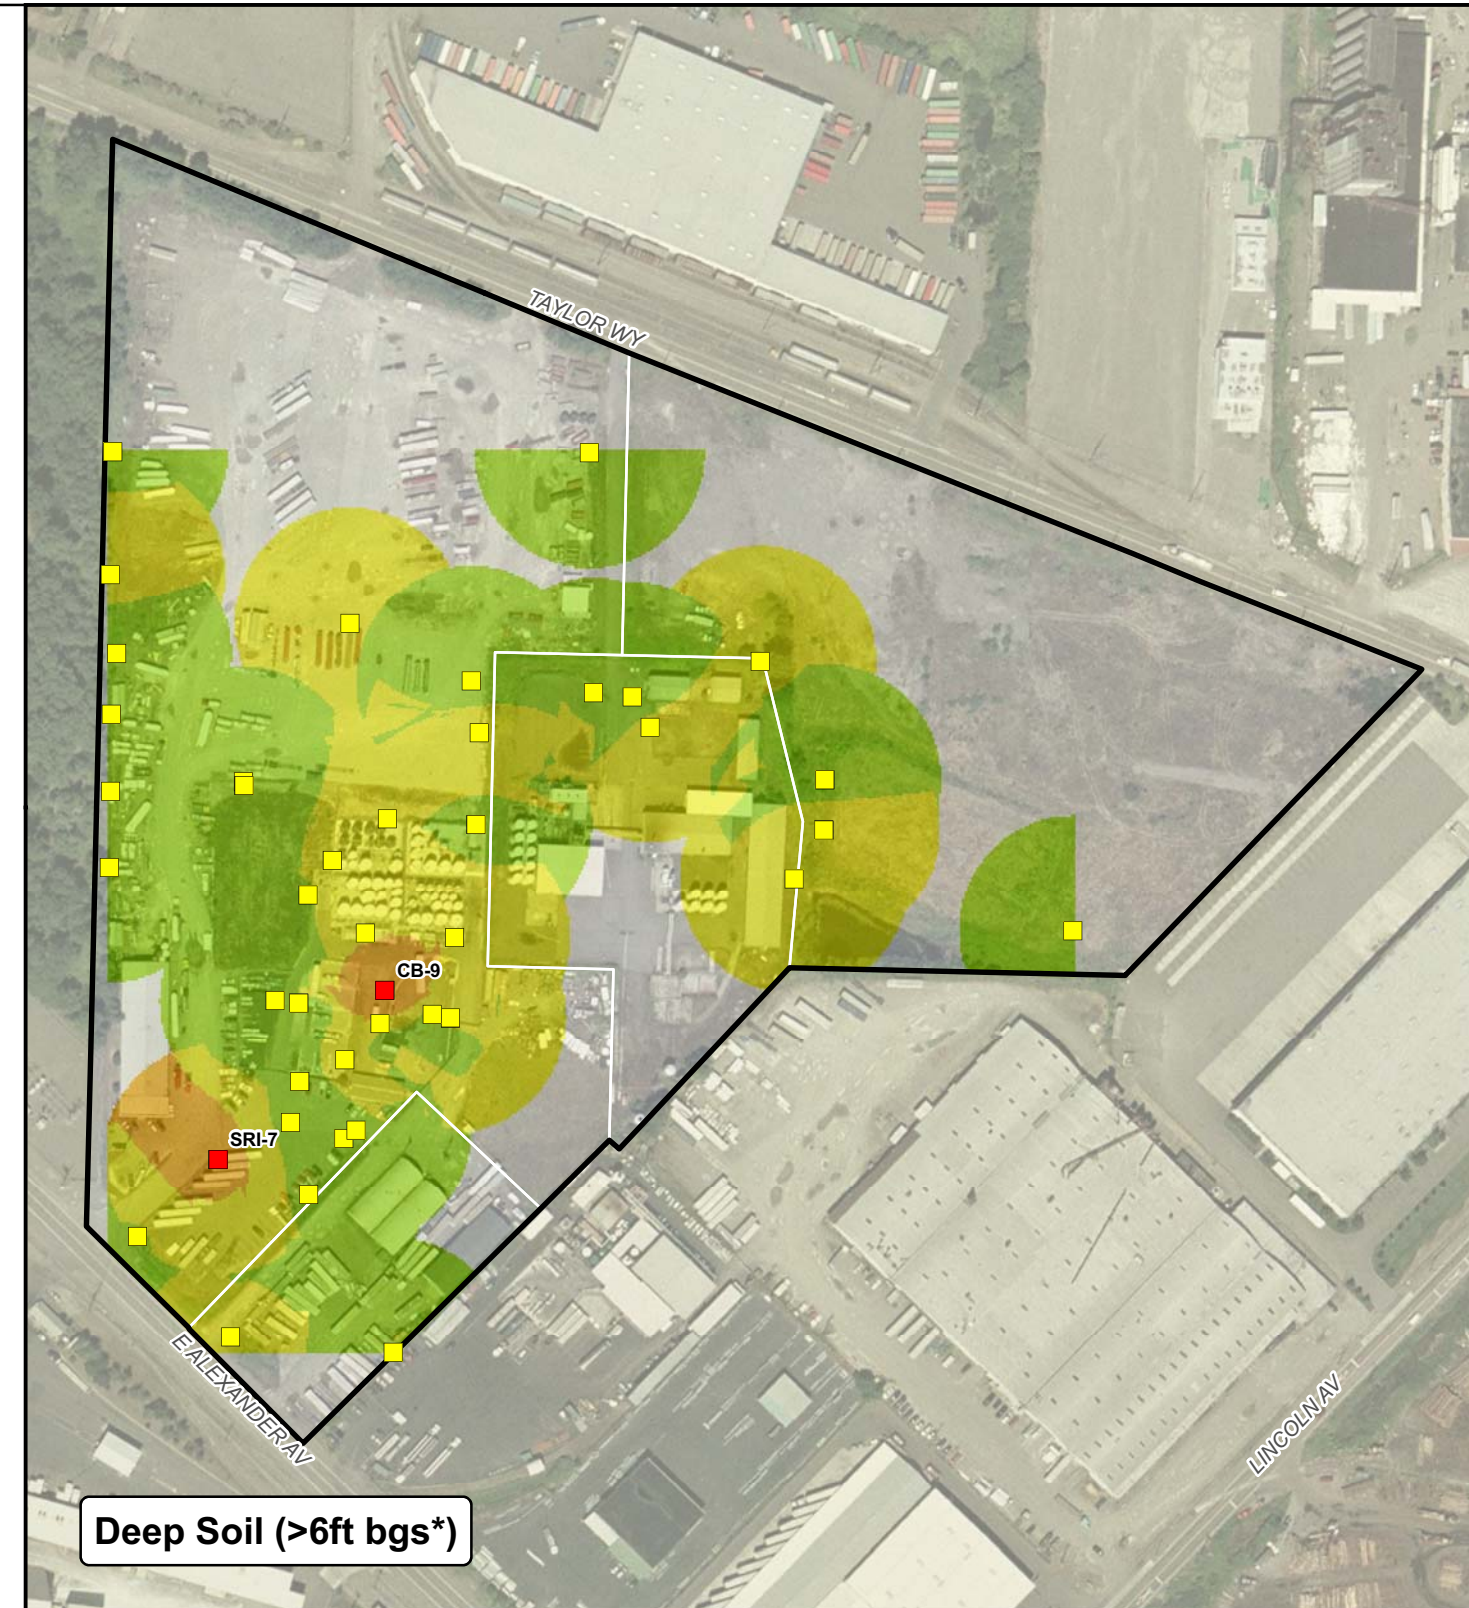 TAYLOR WY
CB-9
SRI-7
E ALEXANDER AV
LINCOLN AV
Deep Soil (>6ft bgs*)